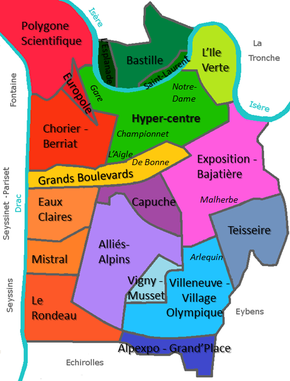 Polygone
Scientifique
Isère
L'Esplanade
Bastille
Saint-Laurent
L'Ile
Verte
La
Tronche
Isère
Fontaine
Europole
Gare
Notre-
Dame
Hyper-centre
Championnet
Chorier -
Berriat
L'Aigle
De Bonne
Grands Boulevards
Exposition -
Bajatière
Malherbe
Seyssinet - Pariset
Drac
Eaux
Claires
Capuche
Teisseire
Alliés-
Alpins
Mistral
Arlequin
Vigny -
Musset
Villeneuve -
Village
Olympique
Seyssins
Le
Rondeau
Eybens
Echirolles
Alpexpo - Grand'Place